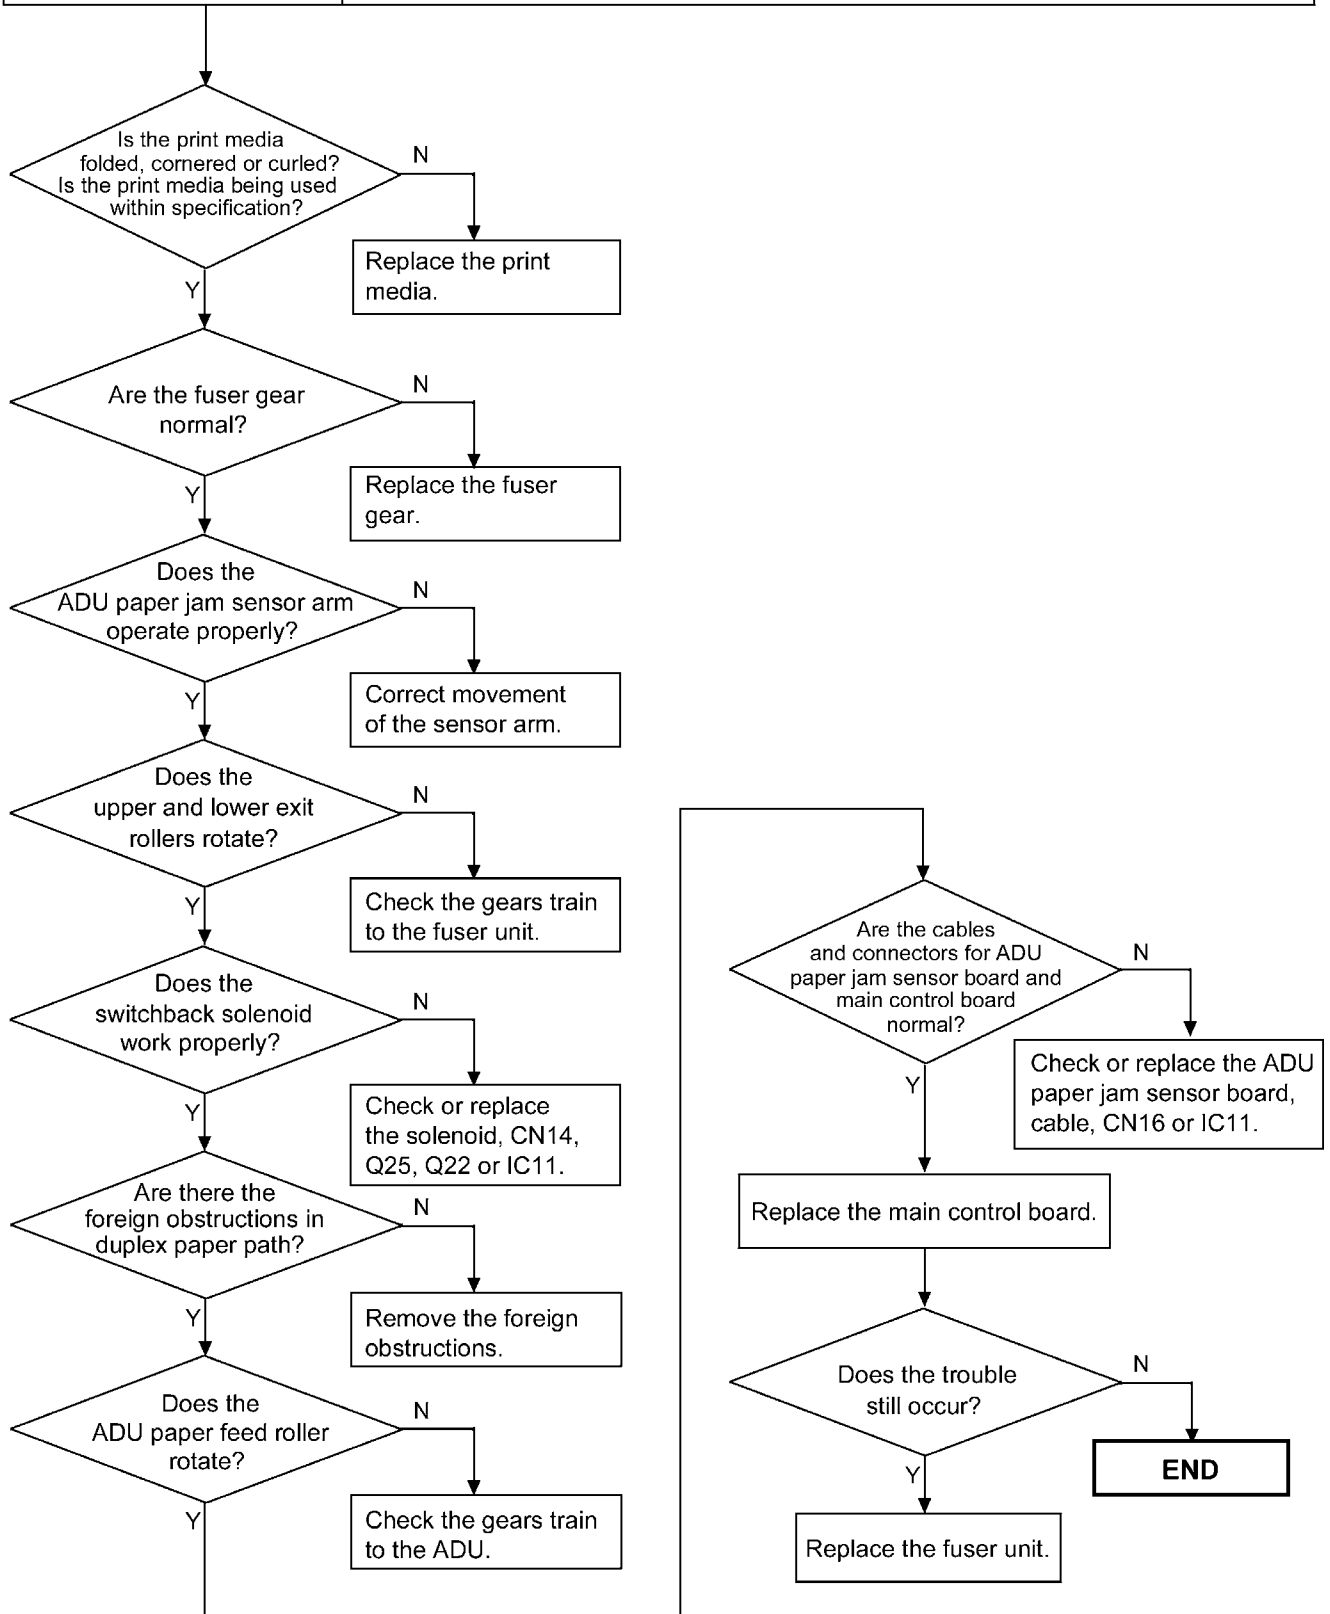 Is the print media
folded, cornered or curled?
Is the print media being used
within specification?
N
Replace the print
media.
Y
Are the fuser gear
normal?
N
Replace the fuser
gear.
Y
Does the
ADU paper jam sensor arm
operate properly?
N
Correct movement
of the sensor arm.
Y
Does the
upper and lower exit
rollers rotate?
N
Check the gears train
to the fuser unit.
Y
Does the
switchback solenoid
work properly?
N
Check or replace
the solenoid, CN14,
Q25, Q22 or IC11.
Y
Are there the
foreign obstructions in
duplex paper path?
N
Remove the foreign
obstructions.
Y
Does the
ADU paper feed roller
rotate?
N
Check the gears train
to the ADU.
Y
Are the cables
and connectors for ADU
paper jam sensor board and
main control board
normal?
N
Check or replace the ADU
paper jam sensor board,
cable, CN16 or IC11.
Y
Replace the main control board.
Does the trouble
still occur?
N
END
Y
Replace the fuser unit.